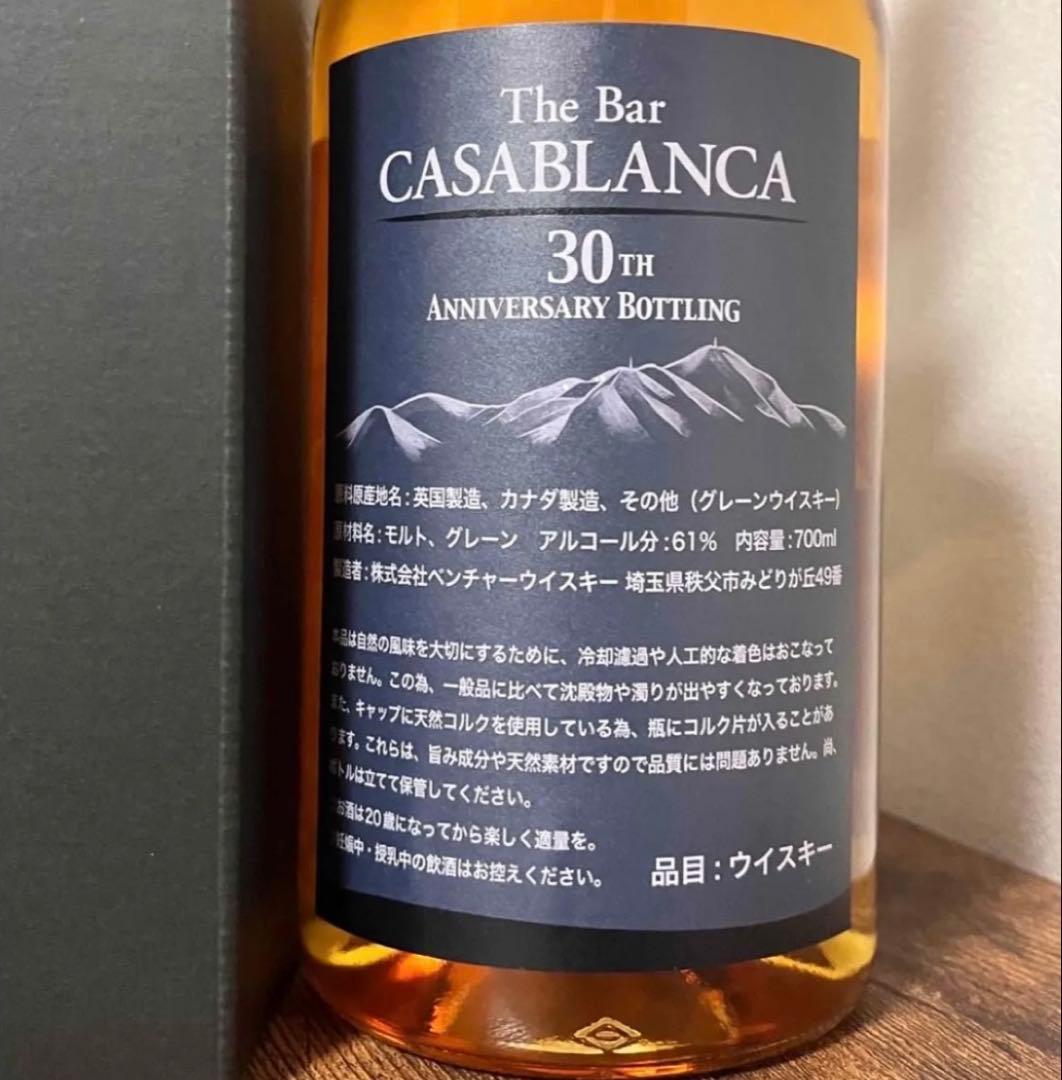 The Bar
CASABLANCA
30TH
ANNIVERSARY BOTTLING
原料原産地名:英国製造、カナダ製造、その他(グレーンウイスキー)
原材料名:モルト、グレーン アルコール分:61% 内容量:700ml
製造者:株式会社ベンチャーウイスキー 埼玉県秩父市みどりが丘49番
本品は自然の風味を大切にするために、冷却濾過や人工的な着色はおこなって
おりません。この為、一般品に比べて沈殿物や濁りが出やすくなっております。
また、キャップに天然コルクを使用している為、瓶にコルク片が入ることがあ
ります。これらは、旨み成分や天然素材ですので品質には問題ありません。尚、
ボトルは立てて保管してください。
お酒は20歳になってから楽しく適量を。
妊娠中・授乳中の飲酒はお控えください。
品目:ウイスキー